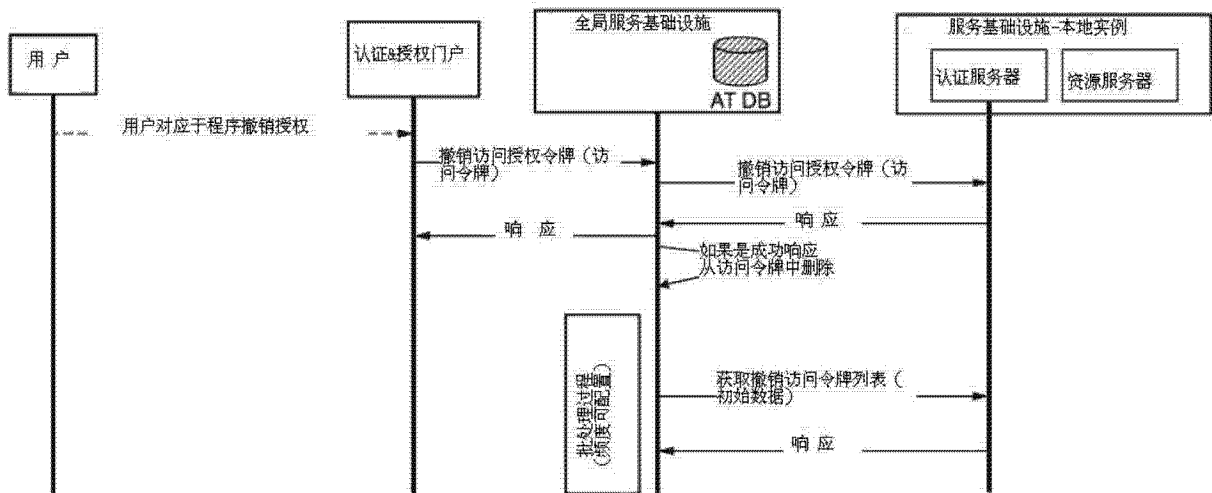 用 户
认证&授权门户
全局服务基础设施
AT DB
服务基础设施-本地实例
认证服务器
资源服务器
用户对应于程序撤销授权
撤销访问授权令牌（访
问令牌）
撤销访问授权令牌（访
问令牌）
响 应
响 应
如果是成功响应
从访问令牌中删除
批处理过程
（频度可配置）
获取撤销访问令牌列表（
初始数据）
响 应